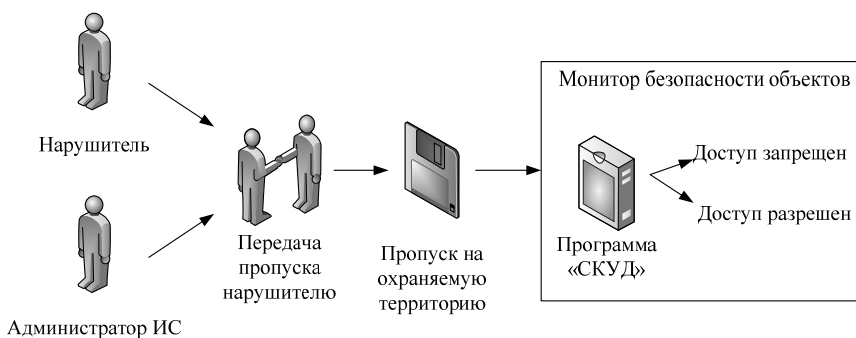 Монитор безопасности объектов
Нарушитель
Доступ запрещен
Доступ разрешен
Передача
пропуска
нарушителю
Пропуск на
охраняемую
территорию
Программа
«СКУД»
Администратор ИС